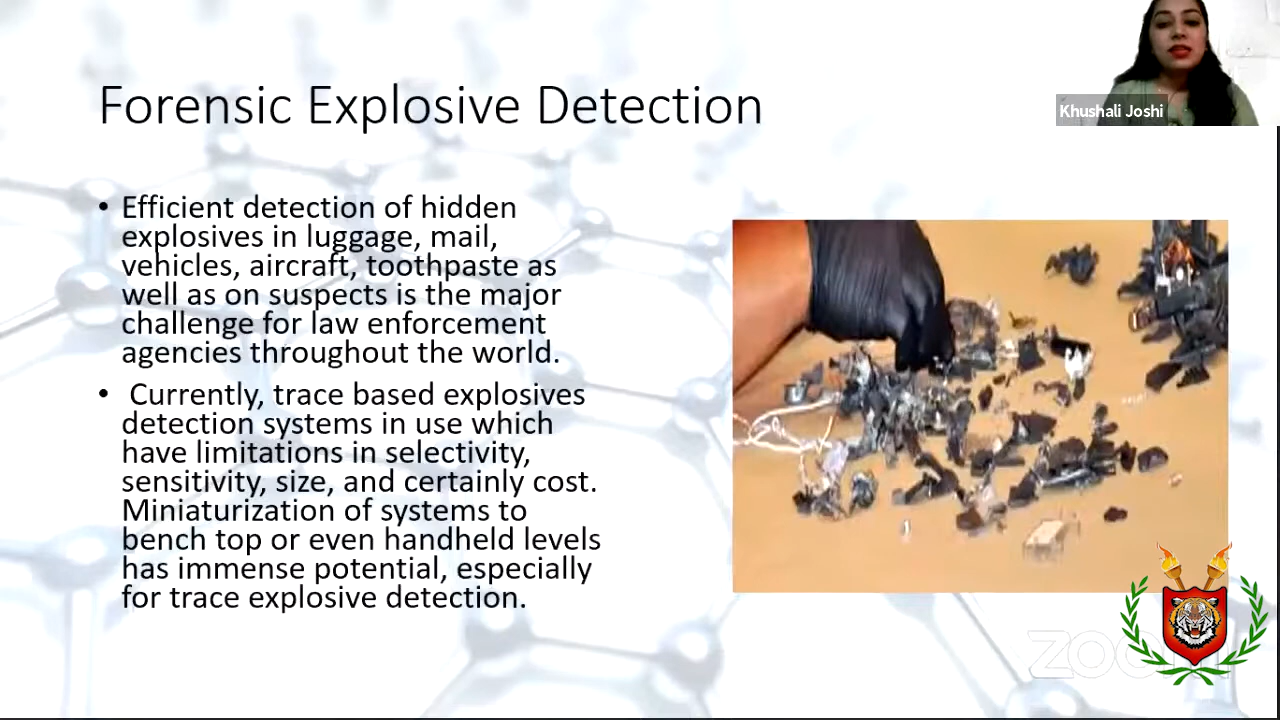 Forensic Explosive Detection
Khushali Joshi
• Efficient detection of hidden
explosives in luggage, mail,
vehicles, aircraft, toothpaste as
well as on suspects is the major
challenge for law enforcement
agencies throughout the world.
• Currently, trace based explosives
detection systems in use which
have limitations in selectivity,
sensitivity, size, and certainly cost.
Miniaturization of systems to
bench top or even handheld levels
has immense potential, especially
for trace explosive detection.
zoom